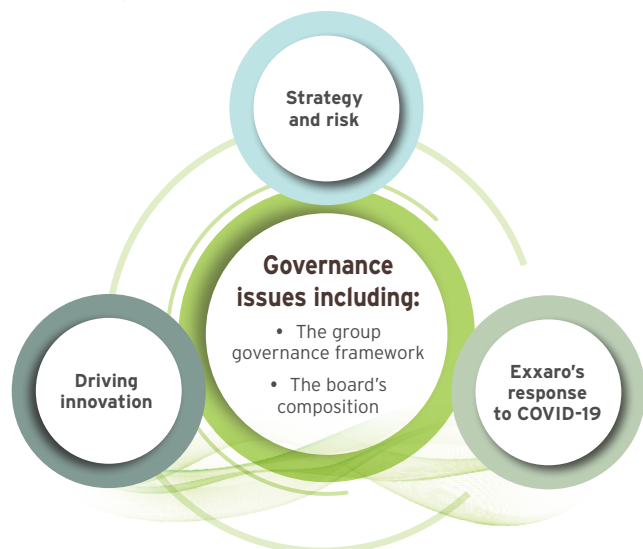 Strategy
and risk
Governance
issues including:
• The group
governance framework
• The board's
composition
Driving
innovation
Exxaro's
response
to COVID-19